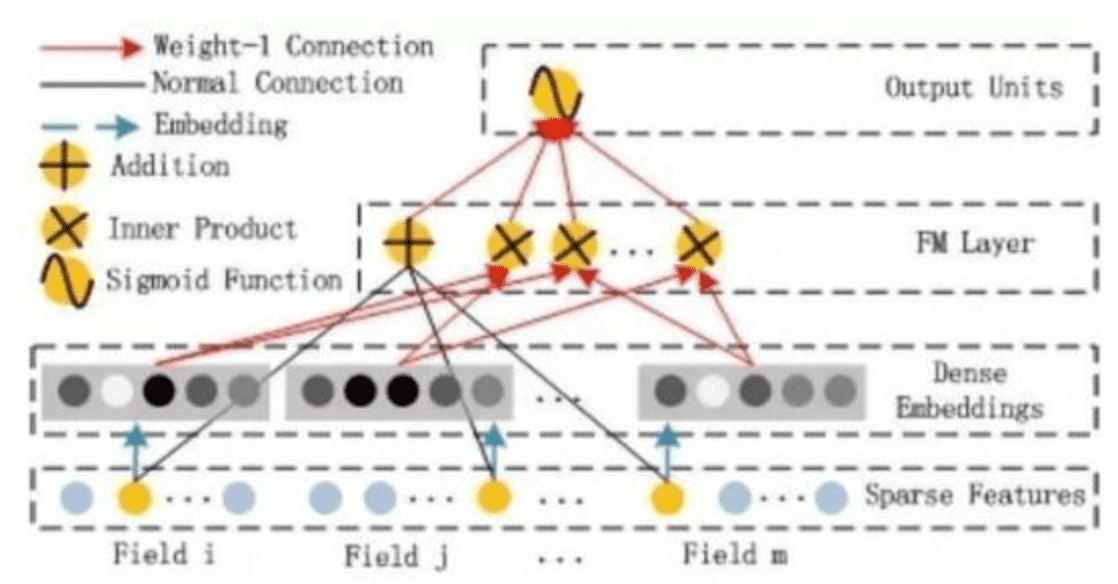 Weight-1 Connection
Normal Connection
Embedding
Addition
Inner Product
Sigmoid Function
Output Units
FM Layer
...
Dense
Embeddings
...
Sparse Features
... ... ... ...
Field i Field j ... Field m